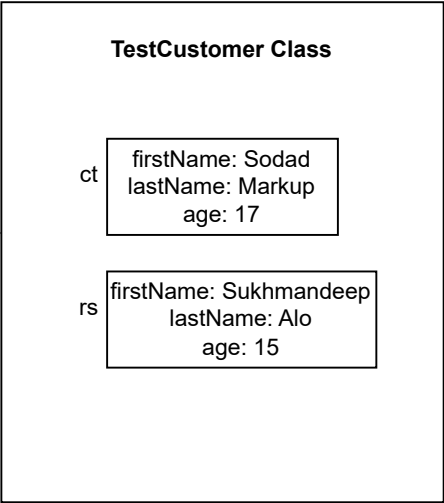 TestCustomer Class
ct
firstName: Sodad
lastName: Markup
age: 17
rs
firstName: Sukhmandeep
lastName: Alo
age: 15